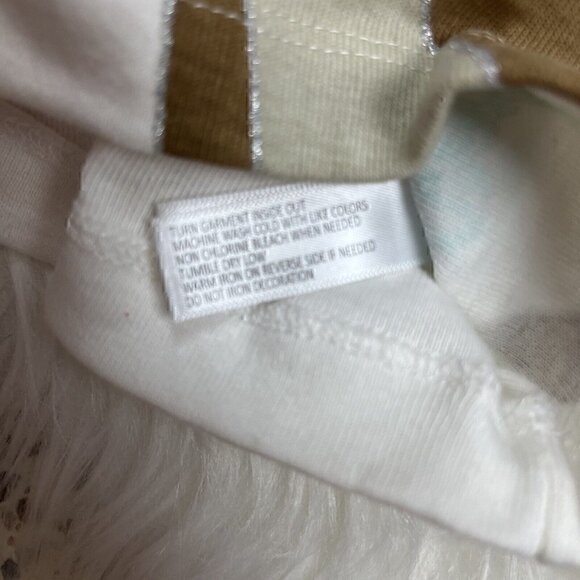 TURN GARMENT INSIDE OUT
MACHINE WASH COLD WITH LIKE COLORS
NON CHLORINE BLEACH WHEN NEEDED
TUMBLE DRY LOW
WARM IRON ON REVERSE SIDE IF NEEDED
DO NOT IRON DECORATION